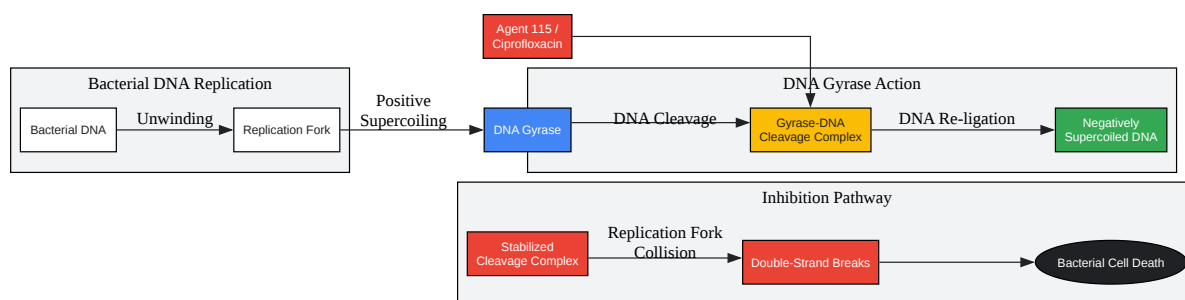 Agent 115 /
Ciprofloxacin
Bacterial DNA Replication
DNA Gyrase Action
Bacterial DNA
Unwinding
Replication Fork
Positive
Supercoiling
DNA Gyrase
DNA Cleavage
Gyrase-DNA
Cleavage Complex
DNA Re-ligation
Negatively
Supercoiled DNA
Inhibition Pathway
Stabilized
Cleavage Complex
Replication Fork
Collision
Double-Strand Breaks
Bacterial Cell Death